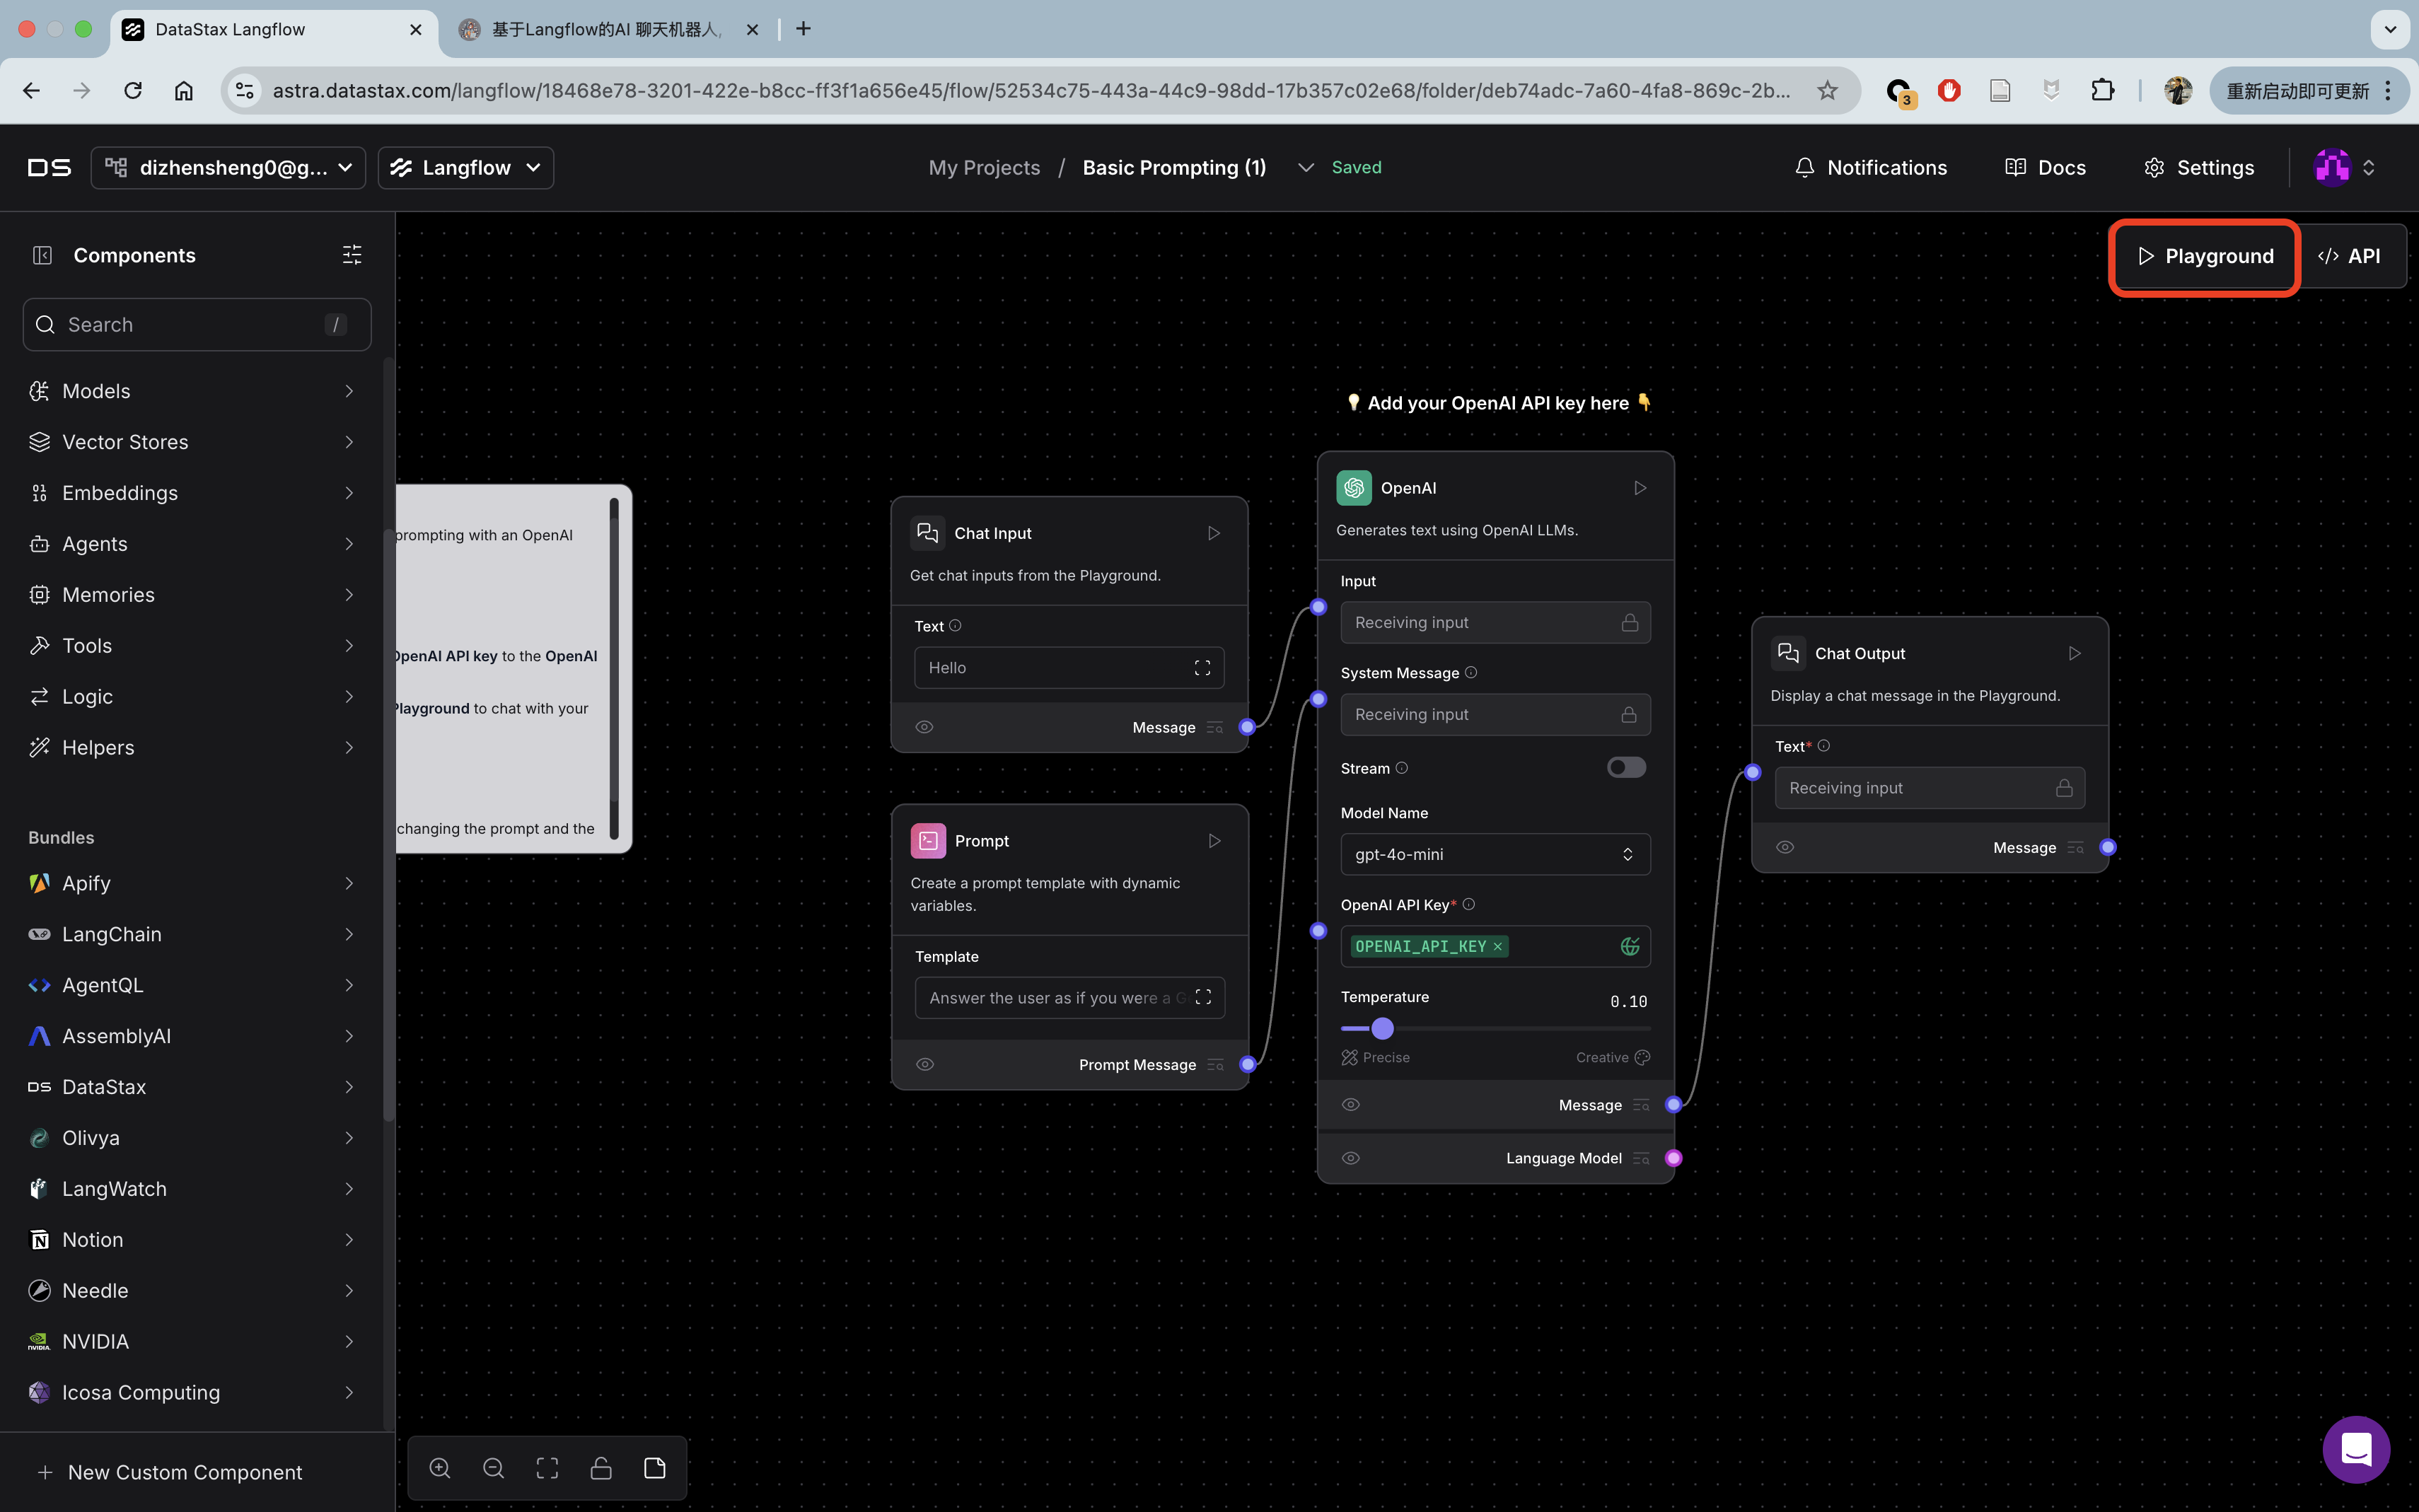 DataStax Langflow
基于Langflow的AI 聊天机器人,
astra.datastax.com/langflow/18468e78-3201-422e-b8cc-ff3f1a656e45/flow/52534c75-443a-44c9-98dd-17b357c02e68/folder/deb74adc-7a60-4fa8-869c-2b...
3
重新启动即可更新
DS
dizhensheng0@g...
Langflow
My Projects / Basic Prompting (1)
Saved
Notifications
Docs
Settings
Components
Search
/
Models
Vector Stores
Embeddings
Agents
Memories
Tools
Logic
Helpers
Bundles
Apify
LangChain
AgentQL
AssemblyAI
DS DataStax
Olivya
LangWatch
Notion
Needle
NVIDIA
Icosa Computing
+ New Custom Component
Playground
</> API
prompting with an OpenAI
OpenAI API key to the OpenAI
Playground to chat with your
changing the prompt and the
Chat Input
Get chat inputs from the Playground.
Text
Hello
Message
Prompt
Create a prompt template with dynamic
variables.
Template
Answer the user as if you were a G
Prompt Message
💡 Add your OpenAI API key here 👇
OpenAI
Generates text using OpenAI LLMs.
Input
Receiving input
System Message
Receiving input
Stream
Model Name
gpt-4o-mini
OpenAI API Key*
OPENAI_API_KEY ×
Temperature
0.10
Precise
Creative
Message
Language Model
Chat Output
Display a chat message in the Playground.
Text*
Receiving input
Message